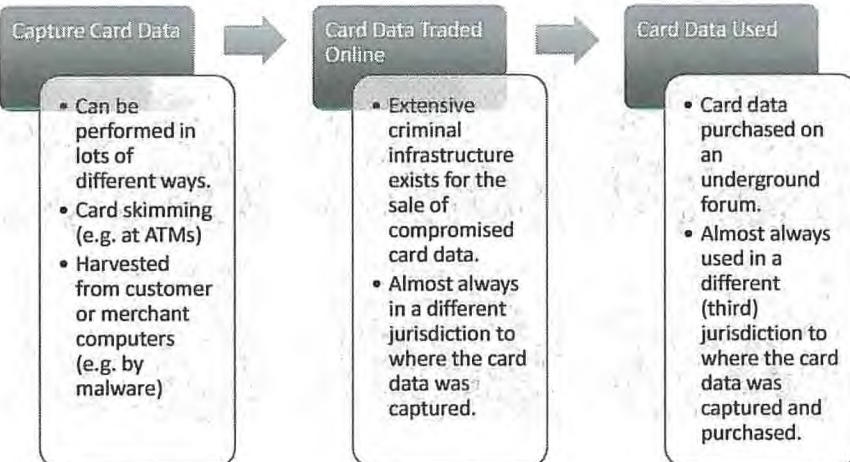 Capture Card Data
• Can be
performed in
lots of
different ways.
• Card skimming
(e.g. at ATMs)
• Harvested
from customer
or merchant
computers
(e.g. by
malware)
Card Data Traded
Online
• Extensive
criminal
infrastructure
exists for the
sale of
compromised
card data.
• Almost always
in a different
jurisdiction to
where the card
data was
captured.
Card Data Used
• Card data
purchased on
an
underground
forum.
• Almost always
used in a
different
(third)
jurisdiction to
where the card
data was
captured and
purchased.